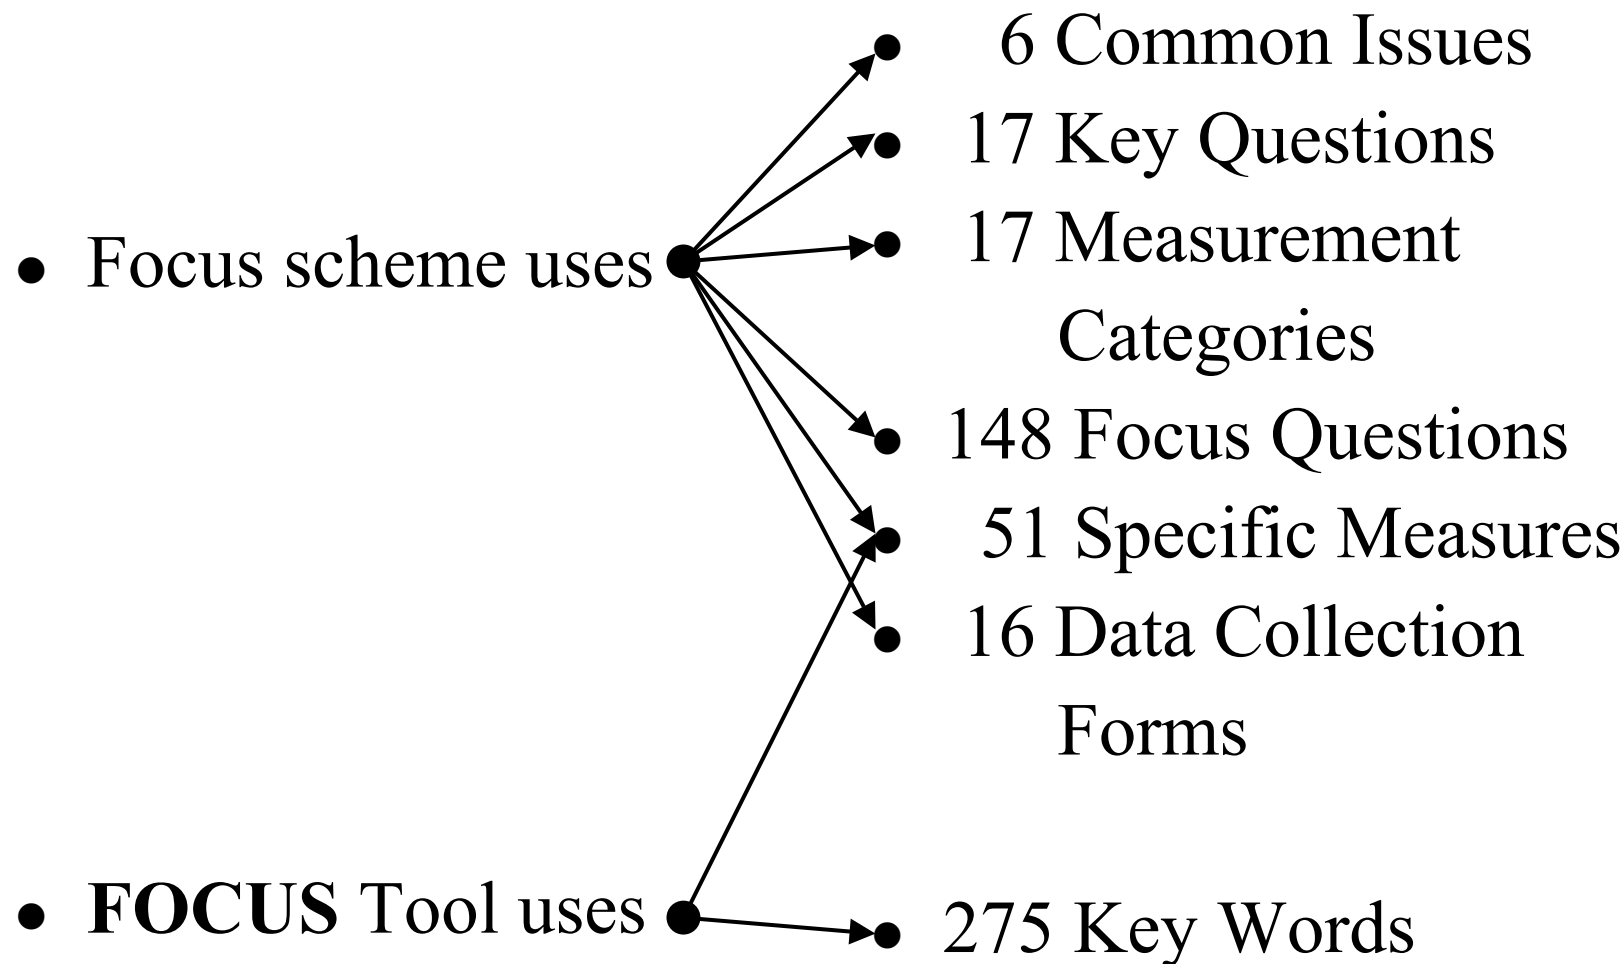 6 Common Issues
17 Key Questions
• Focus scheme uses
17 Measurement
Categories
148 Focus Questions
51 Specific Measures
16 Data Collection
Forms
• FOCUS Tool uses
275 Key Words